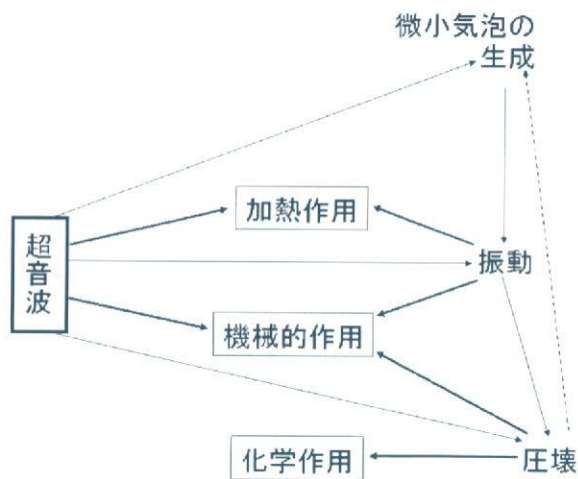 微小気泡の
生成
加熱作用
超音波
振動
機械的作用
化学作用
圧壊